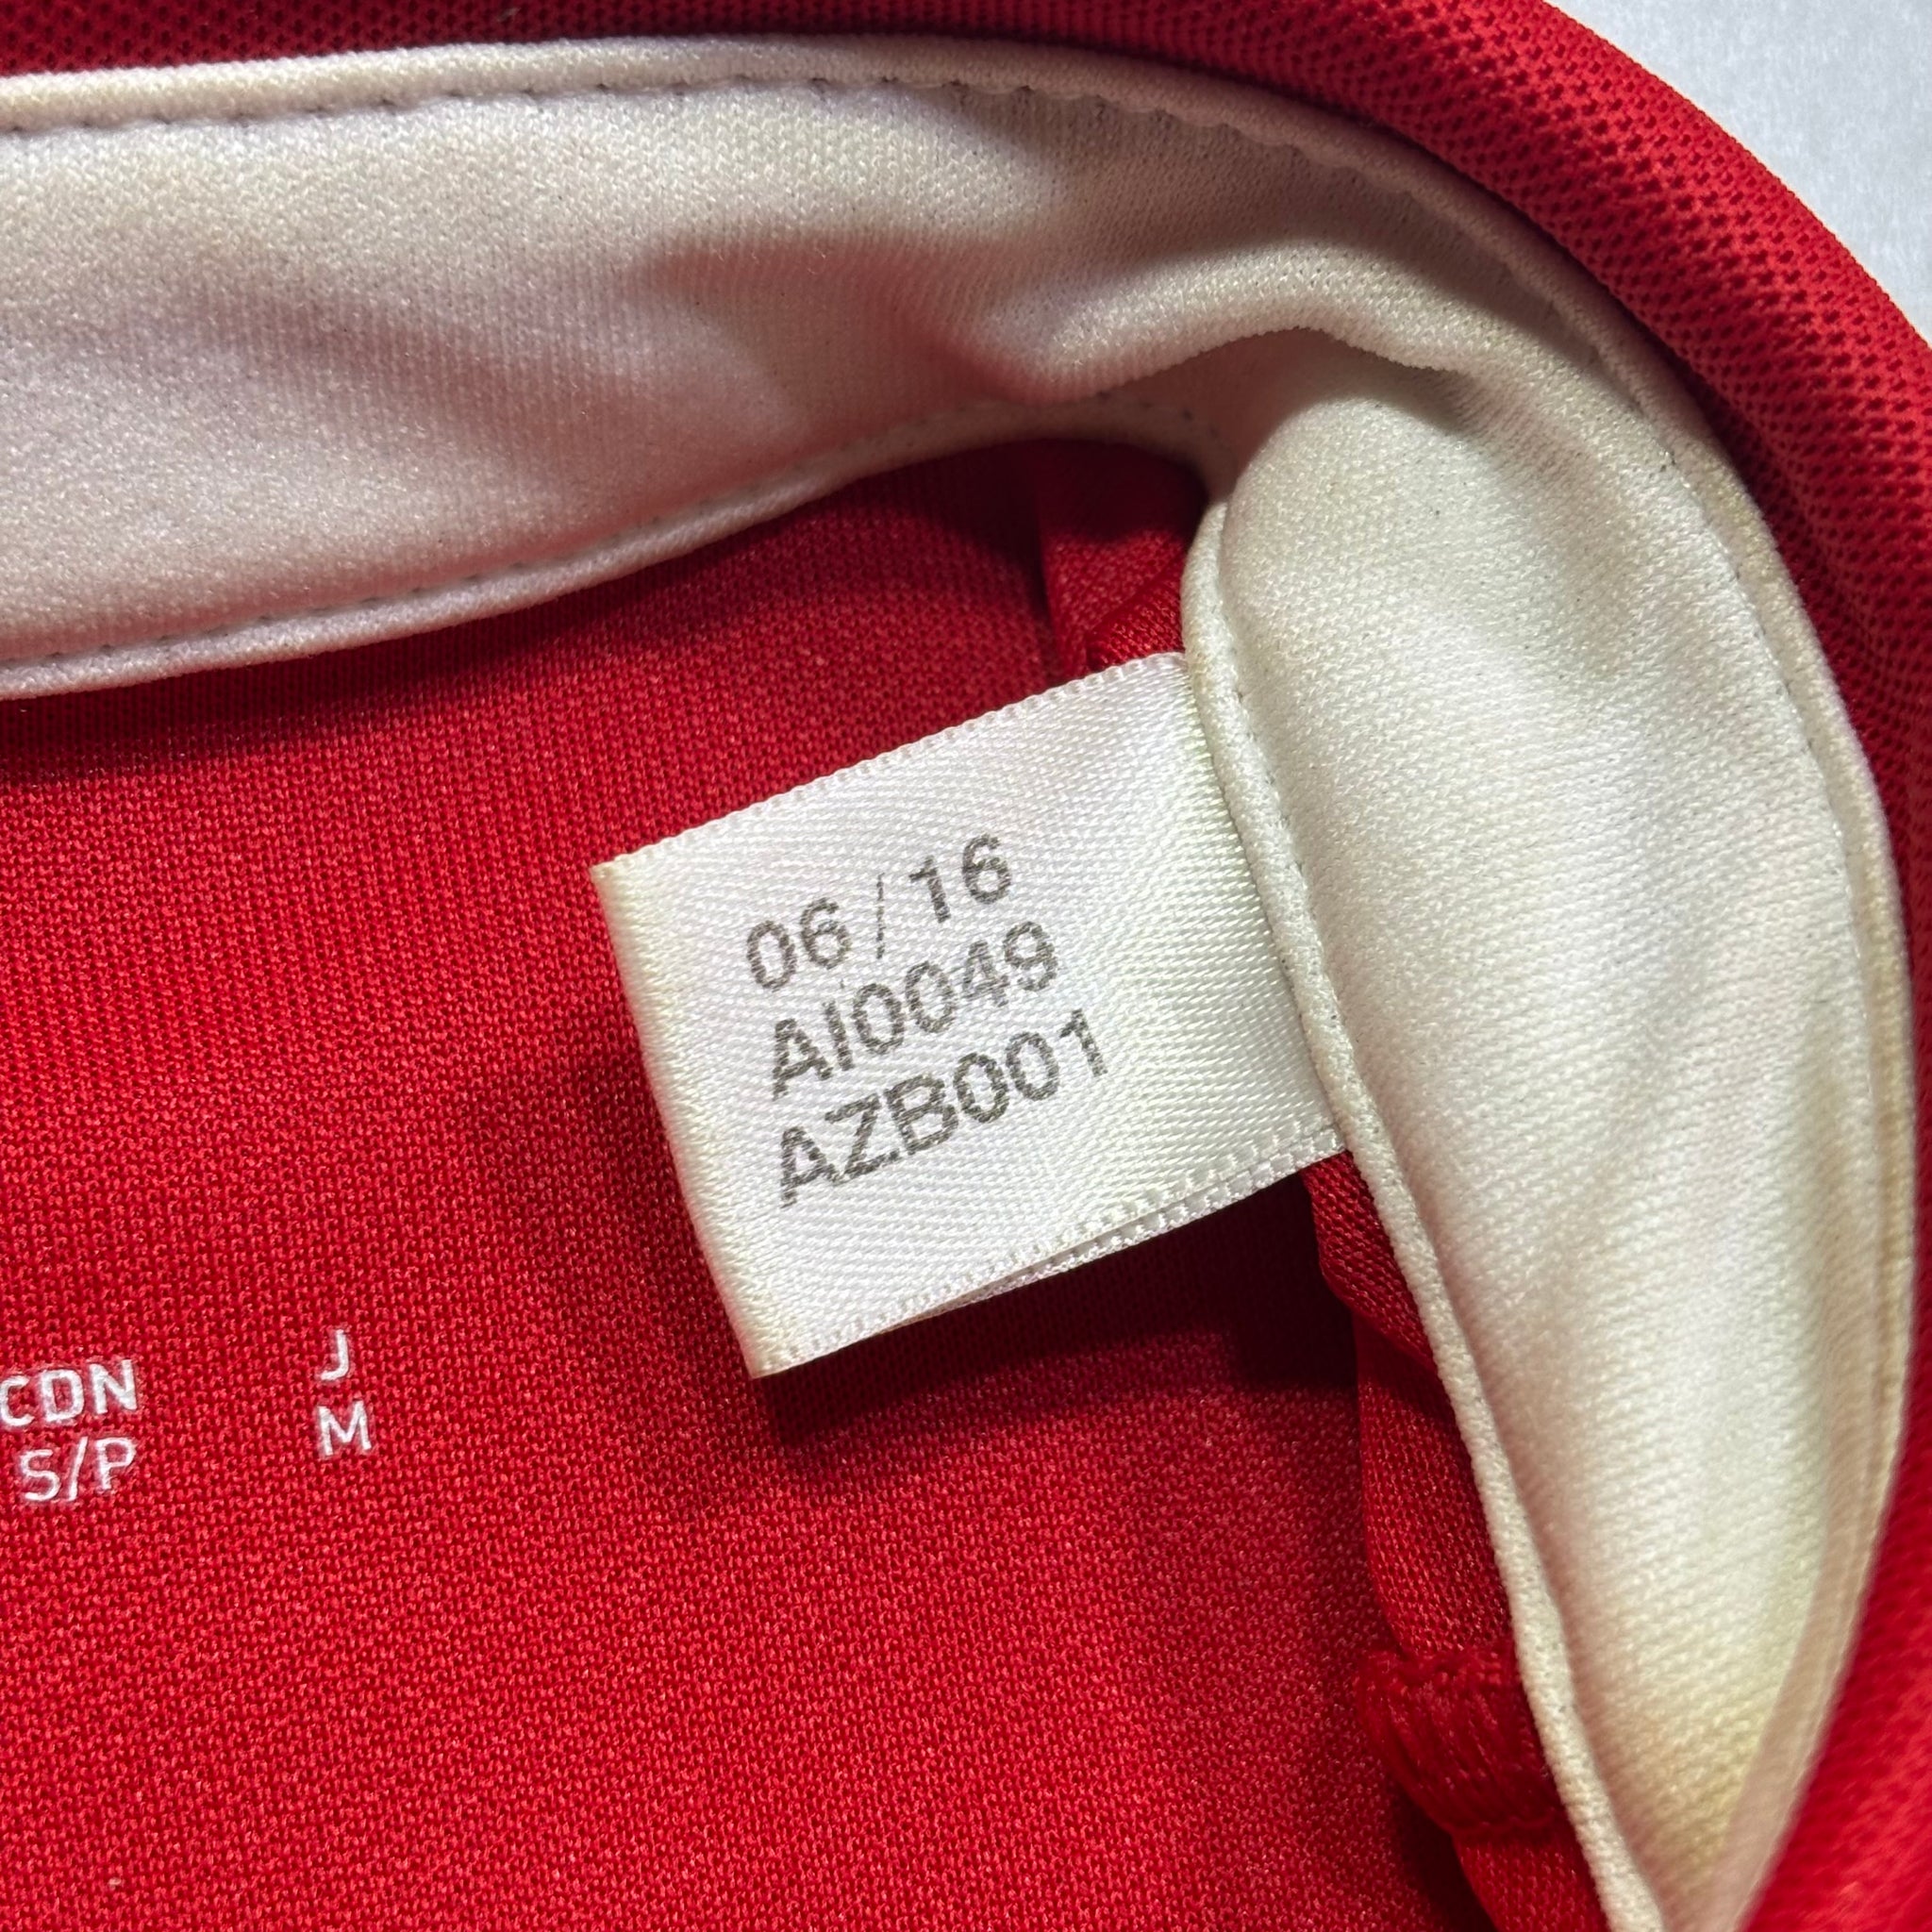 06/16
AI0049
AZB001
CDN
S/P
J
M